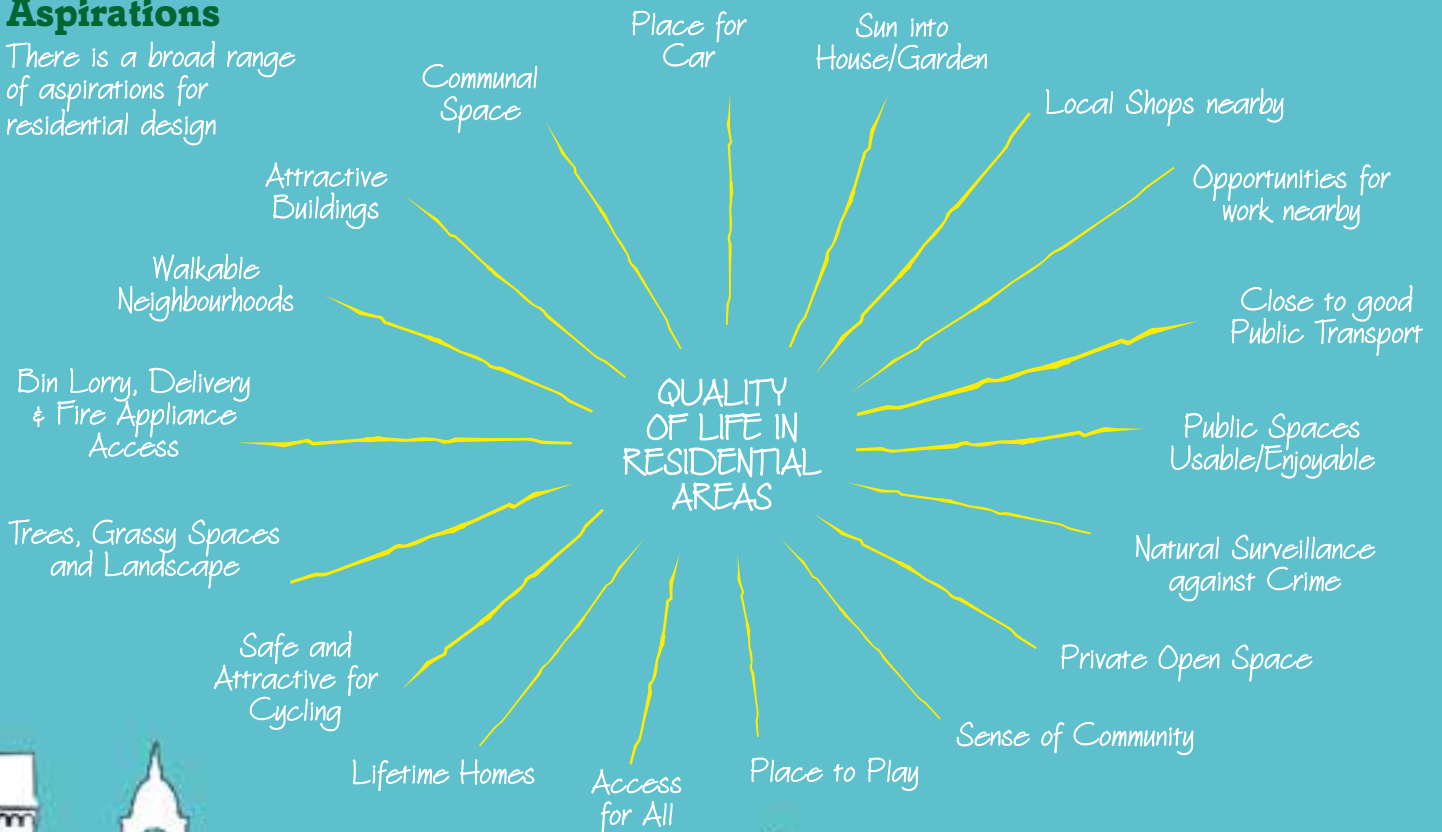 Aspirations
There is a broad range
of aspirations for
residential design
Place for
Car
Sun into
House/Garden
Local Shops nearby
Opportunities for
work nearby
Close to good
Public Transport
Public Spaces
Usable/Enjoyable
Natural Surveillance
against Crime
Private Open Space
Sense of Community
Place to Play
Access
for All
Lifetime Homes
Safe and
Attractive for
Cycling
Trees, Grassy Spaces
and Landscape
Bin Lorry, Delivery
& Fire Appliance
Access
Walkable
Neighbourhoods
Attractive
Buildings
Communal
Space
QUALITY
OF LIFE IN
RESIDENTIAL
AREAS